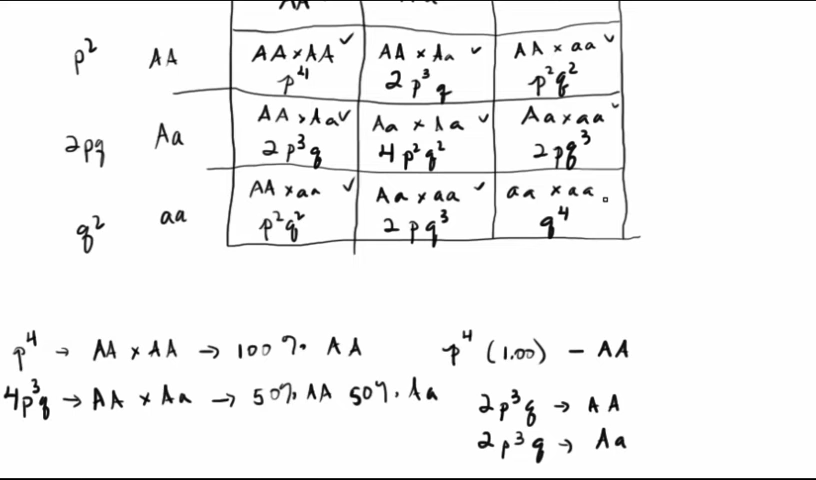 p² AA AA × AA ✓ AA × Aa ✓ AA × aa ✓
p⁴ 2p³q p²q²
2pq Aa AA × Aa ✓ Aa × Aa ✓ Aa × aa ✓
2p³q 4p²q² 2pq³
q² aa AA × aa ✓ Aa × aa ✓ aa × aa
p²q² 2pq³ q⁴
p⁴ → AA × AA → 100% AA p⁴ (1.00) – AA
4p³q → AA × Aa → 50% AA 50% Aa 2p³q → AA
2p³q → Aa